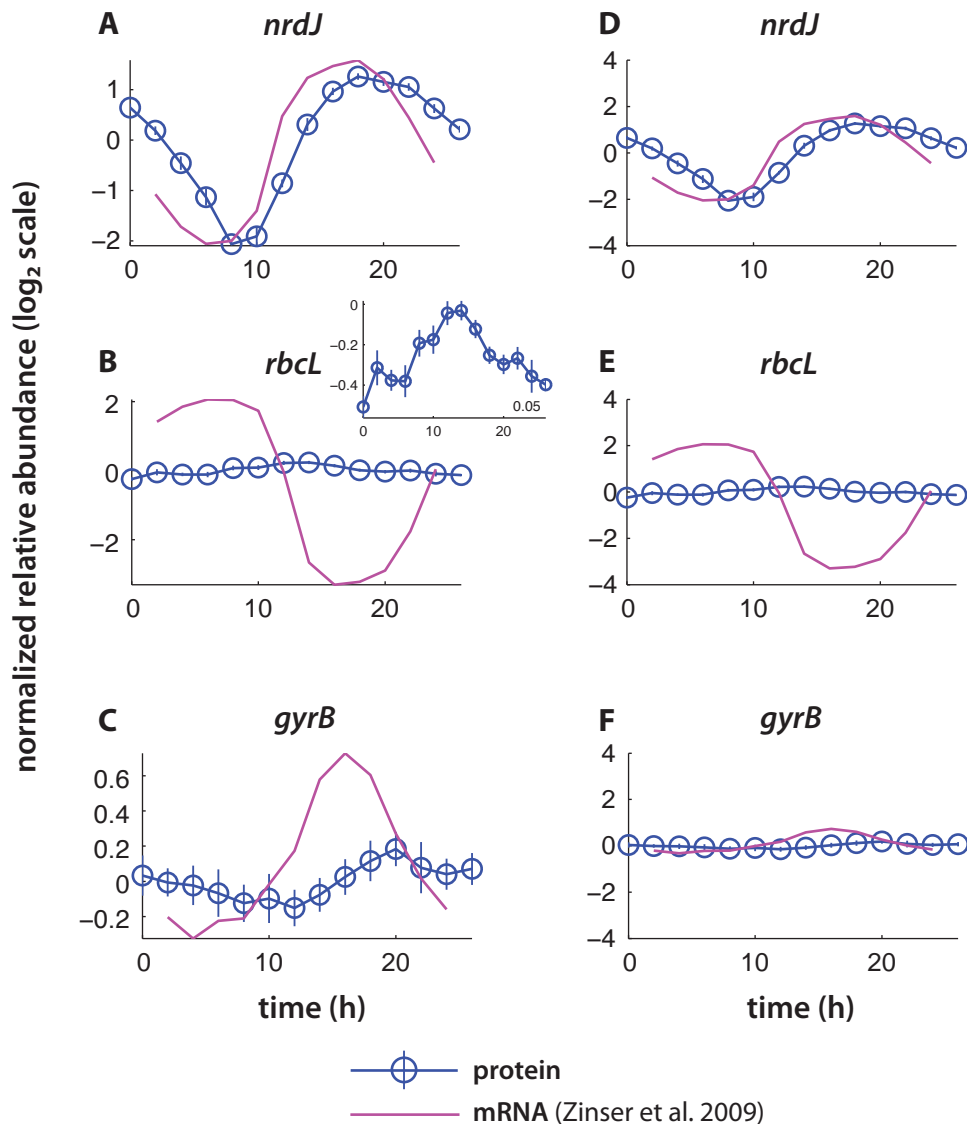 A nrdJ
1
0
−1
−2
0 10 20
D nrdJ
4
2
0
−2
−4
0 10 20
normalized relative abundance (log₂ scale)
B rbcL
2
0
−2
0 10 20
0
−0.2
−0.4
0.05
0 10 20
E rbcL
4
2
0
−2
−4
0 10 20
C gyrB
0.6
0.4
0.2
0
−0.2
0 10 20
time (h)
F gyrB
4
2
0
−2
−4
0 10 20
time (h)
protein
mRNA (Zinser et al. 2009)